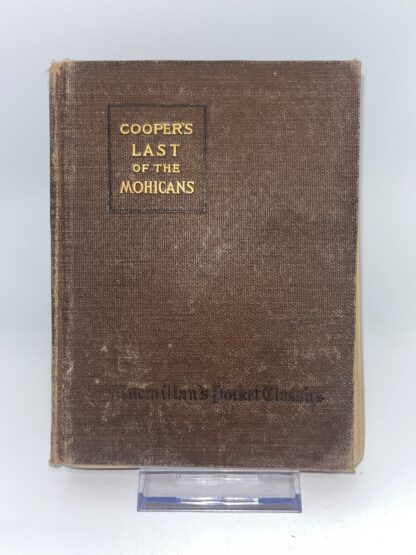 COOPER'S
LAST
OF THE
MOHICANS
Macmillan's Pocket Classics